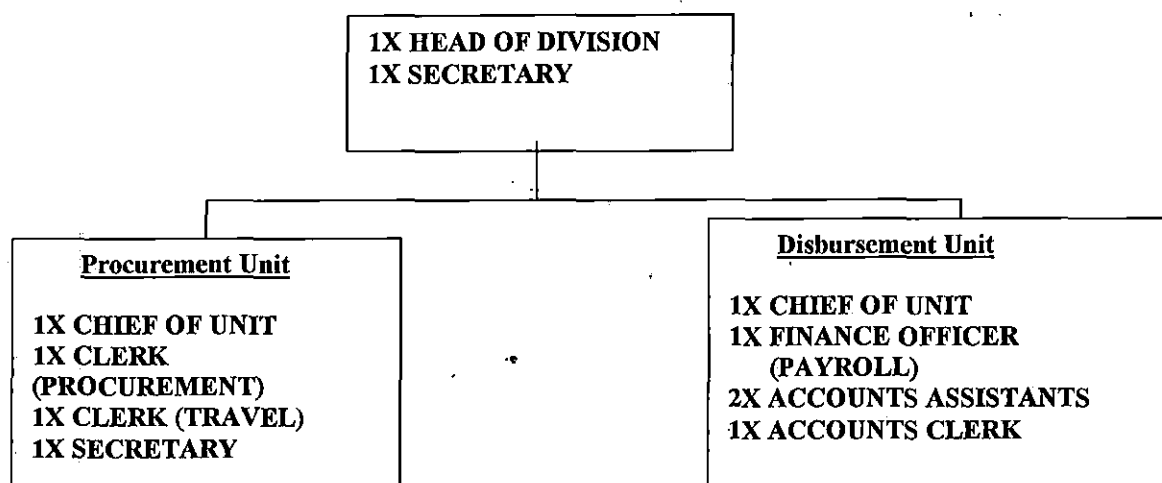 1X HEAD OF DIVISION
1X SECRETARY
Procurement Unit
1X CHIEF OF UNIT
1X CLERK
(PROCUREMENT)
1X CLERK (TRAVEL)
1X SECRETARY
Disbursement Unit
1X CHIEF OF UNIT
1X FINANCE OFFICER
(PAYROLL)
2X ACCOUNTS ASSISTANTS
1X ACCOUNTS CLERK